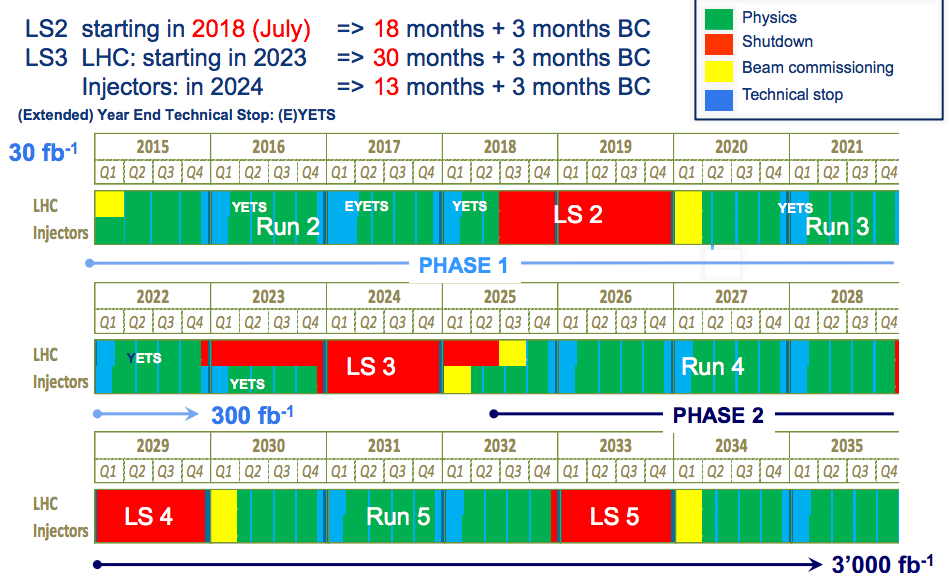 LS2 starting in 2018 (July) => 18 months + 3 months BC
LS3 LHC: starting in 2023 => 30 months + 3 months BC
Injectors: in 2024 => 13 months + 3 months BC
(Extended) Year End Technical Stop: (E)YETS
Physics
Shutdown
Beam commissioning
Technical stop
30 fb-1
2015 2016 2017 2018 2019 2020 2021
Q1 Q2 Q3 Q4 Q1 Q2 Q3 Q4 Q1 Q2 Q3 Q4 Q1 Q2 Q3 Q4 Q1 Q2 Q3 Q4 Q1 Q2 Q3 Q4 Q1 Q2 Q3 Q4
LHC YETS EYETS YETS LS 2 YETS
Injectors Run 2 Run 3
PHASE 1
2022 2023 2024 2025 2026 2027 2028
Q1 Q2 Q3 Q4 Q1 Q2 Q3 Q4 Q1 Q2 Q3 Q4 Q1 Q2 Q3 Q4 Q1 Q2 Q3 Q4 Q1 Q2 Q3 Q4 Q1 Q2 Q3 Q4
LHC YETS LS 3 Run 4
Injectors YETS
300 fb-1 PHASE 2
2029 2030 2031 2032 2033 2034 2035
Q1 Q2 Q3 Q4 Q1 Q2 Q3 Q4 Q1 Q2 Q3 Q4 Q1 Q2 Q3 Q4 Q1 Q2 Q3 Q4 Q1 Q2 Q3 Q4 Q1 Q2 Q3 Q4
LHC LS 4 Run 5 LS 5
Injectors
3'000 fb-1